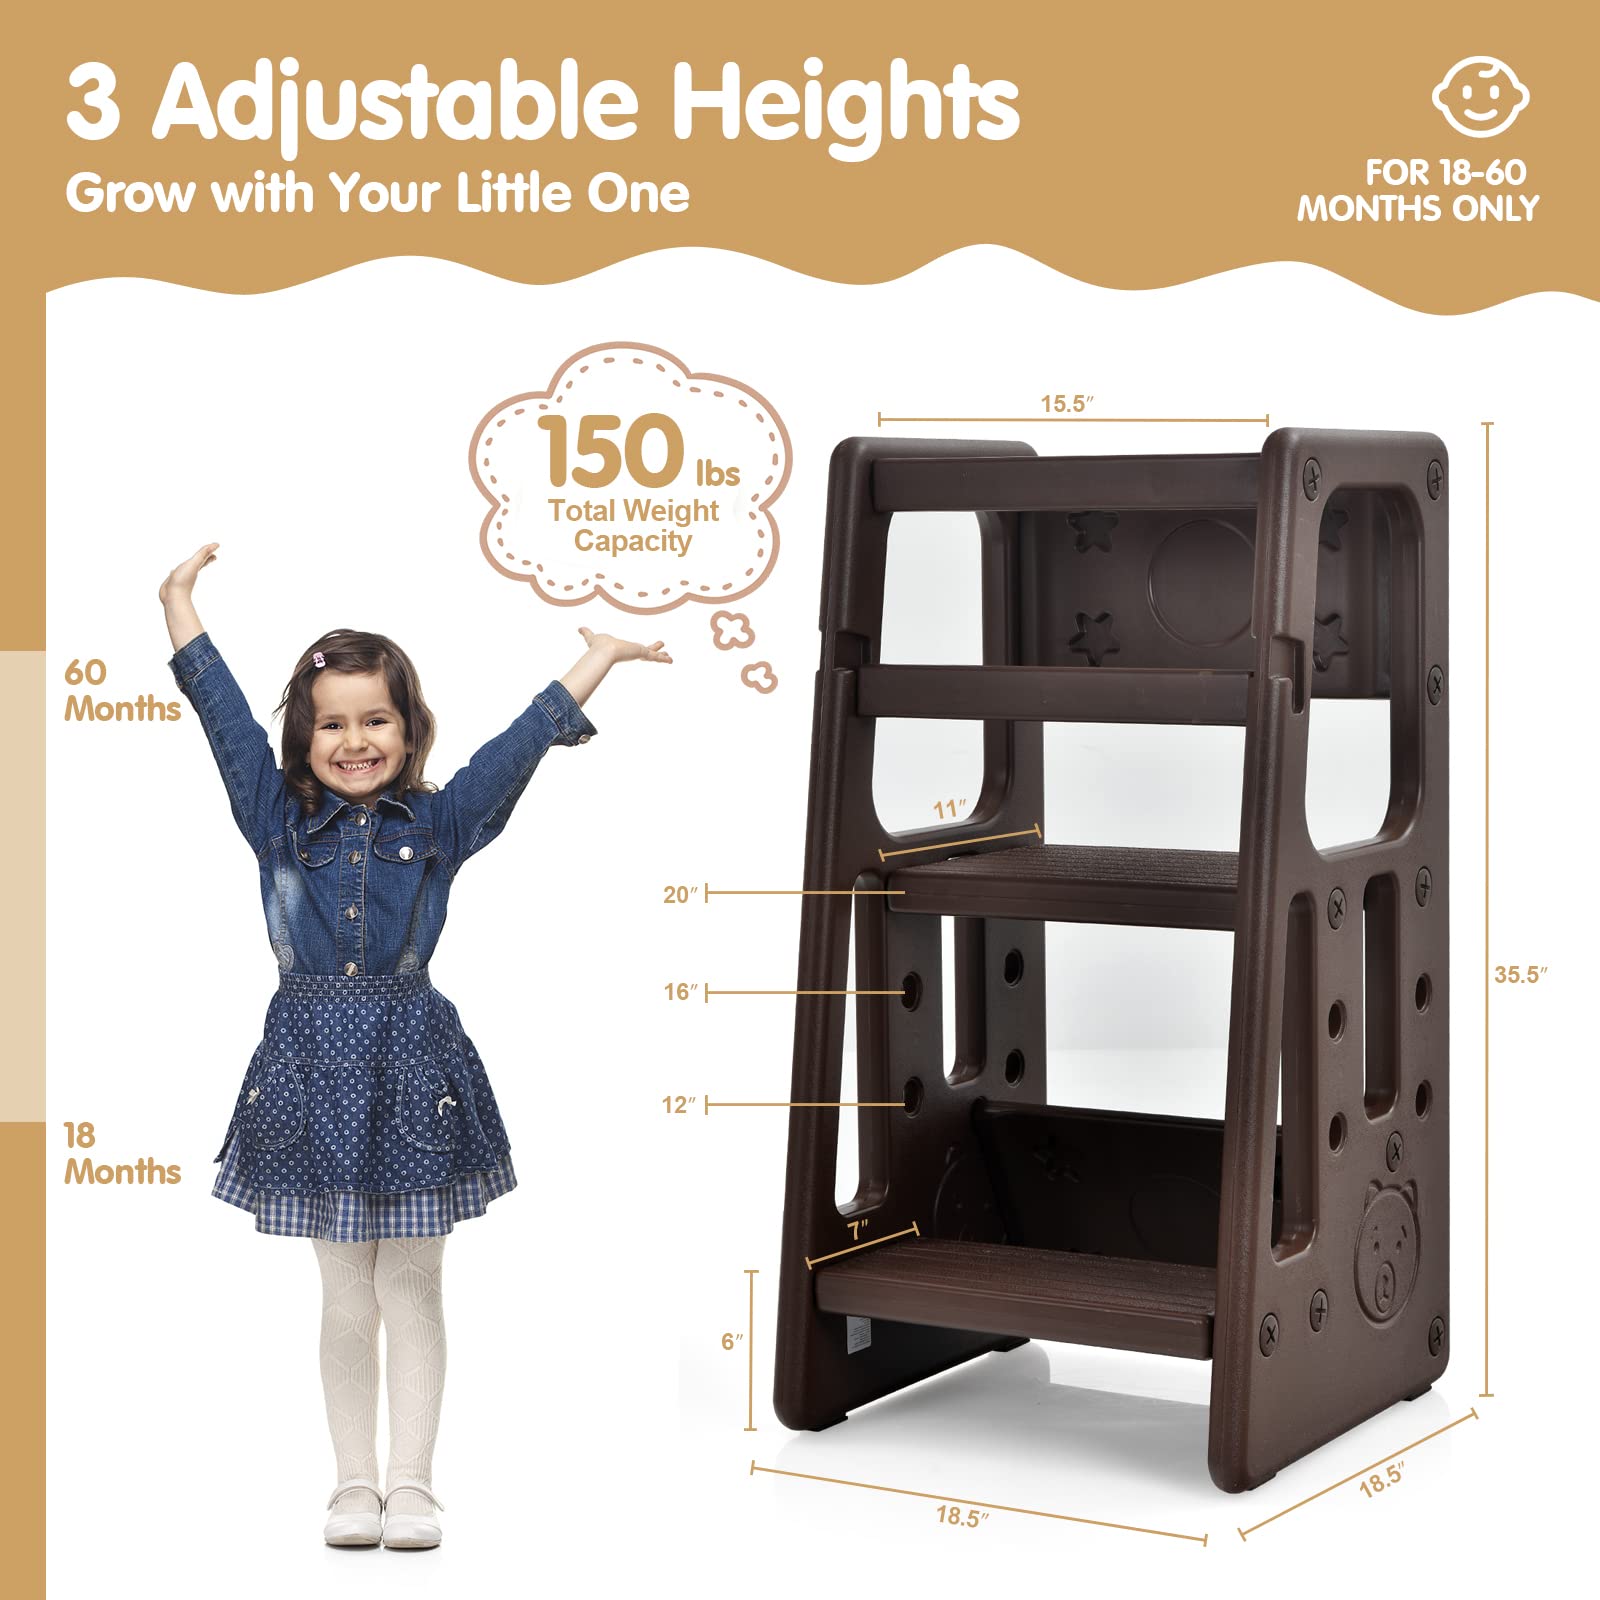 3 Adjustable Heights
Grow with Your Little One
FOR 18-60
MONTHS ONLY
150 lbs
Total Weight
Capacity
60
Months
18
Months
15.5"
35.5"
11"
20"
16"
12"
7"
6"
18.5"
18.5"